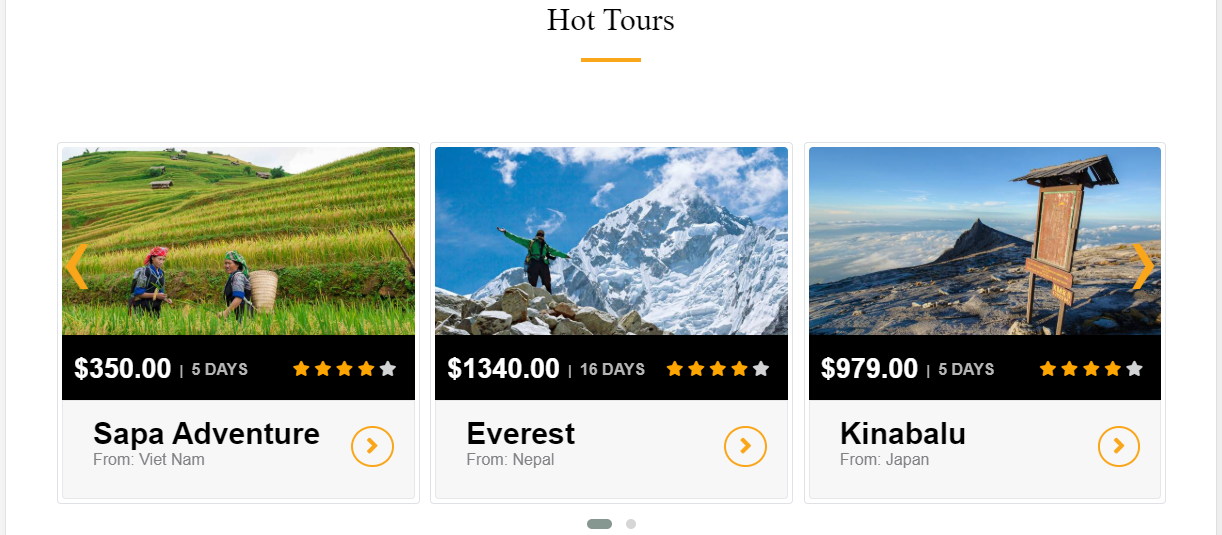 Hot Tours
$350.00 | 5 DAYS
$1340.00 | 16 DAYS
$979.00 | 5 DAYS
Sapa Adventure
From: Viet Nam
Everest
From: Nepal
Kinabalu
From: Japan